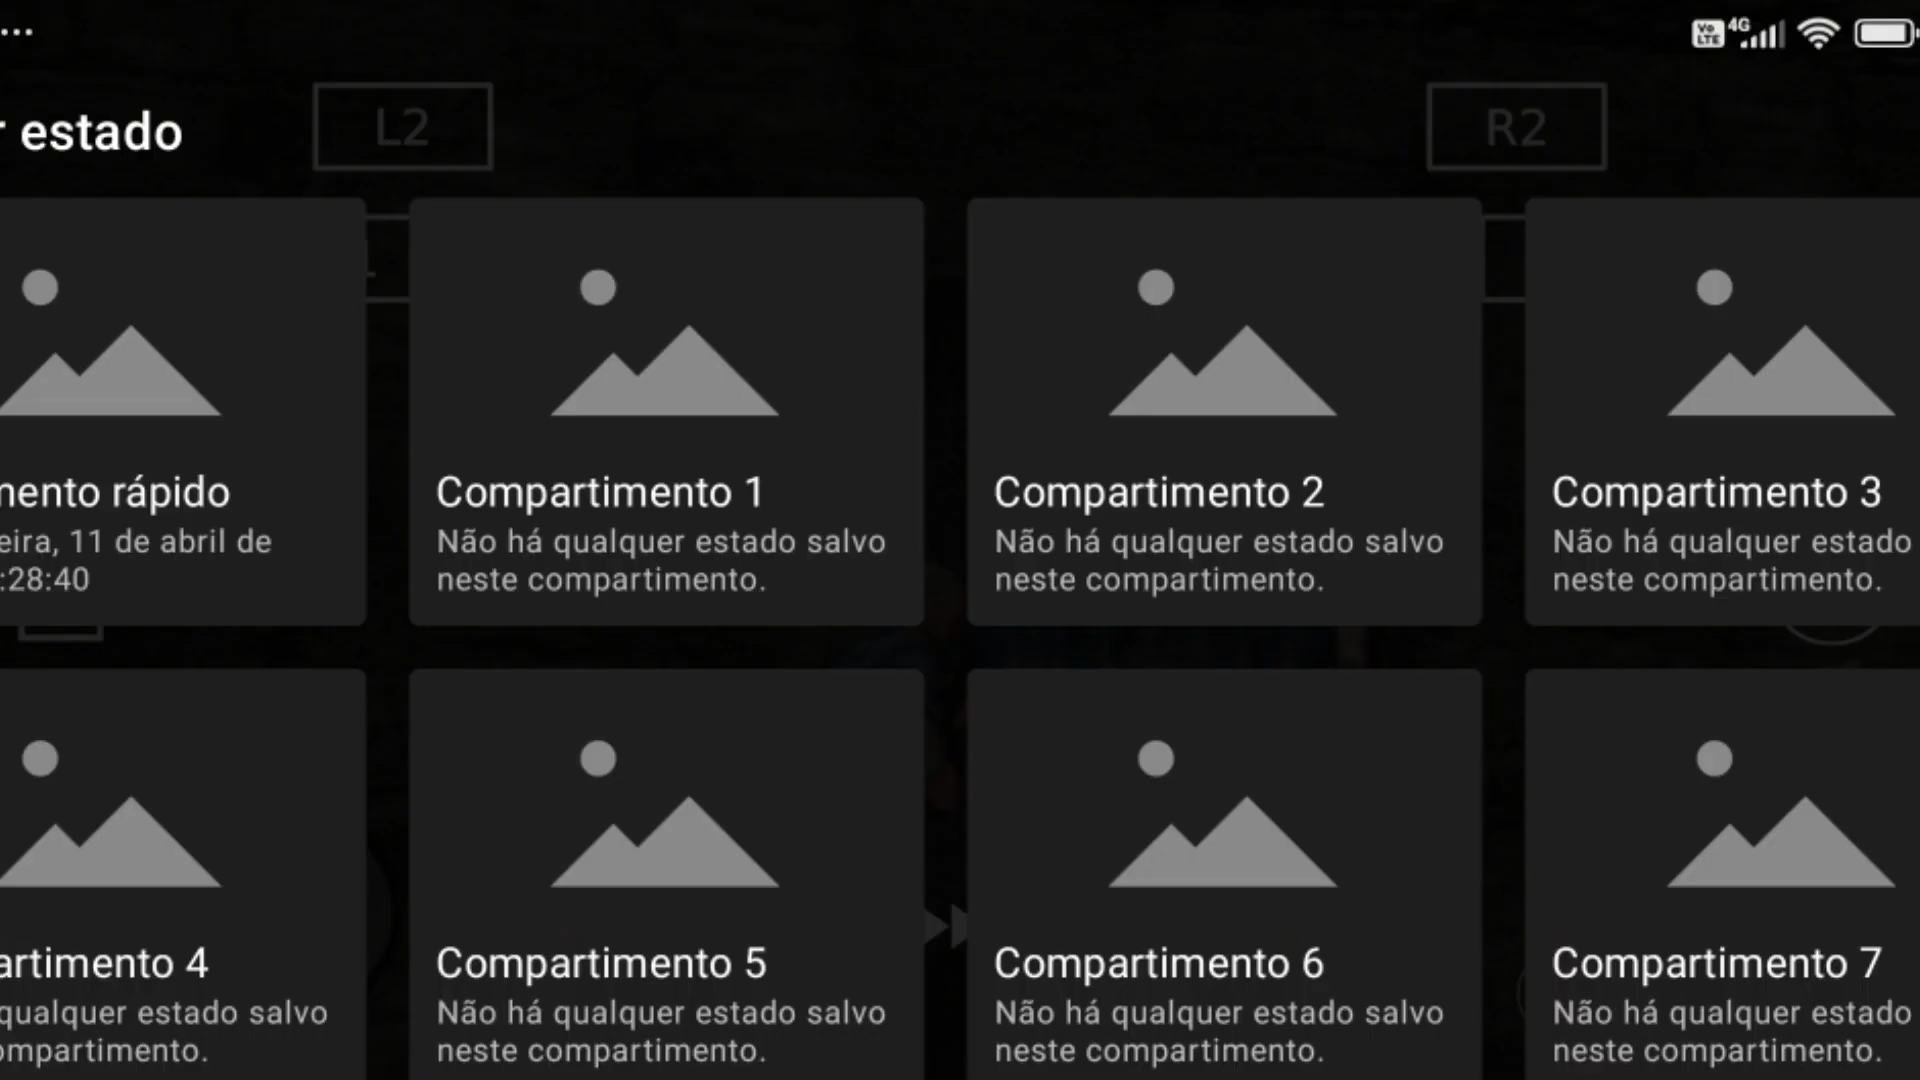 ...
VoLTE 4G
L2
R2
r estado
mento rápido
eira, 11 de abril de
:28:40
Compartimento 1
Não há qualquer estado salvo
neste compartimento.
Compartimento 2
Não há qualquer estado salvo
neste compartimento.
Compartimento 3
Não há qualquer estado
neste compartimento.
artimento 4
qualquer estado salvo
ompartimento.
Compartimento 5
Não há qualquer estado salvo
neste compartimento.
Compartimento 6
Não há qualquer estado salvo
neste compartimento.
Compartimento 7
Não há qualquer estado
neste compartimento.